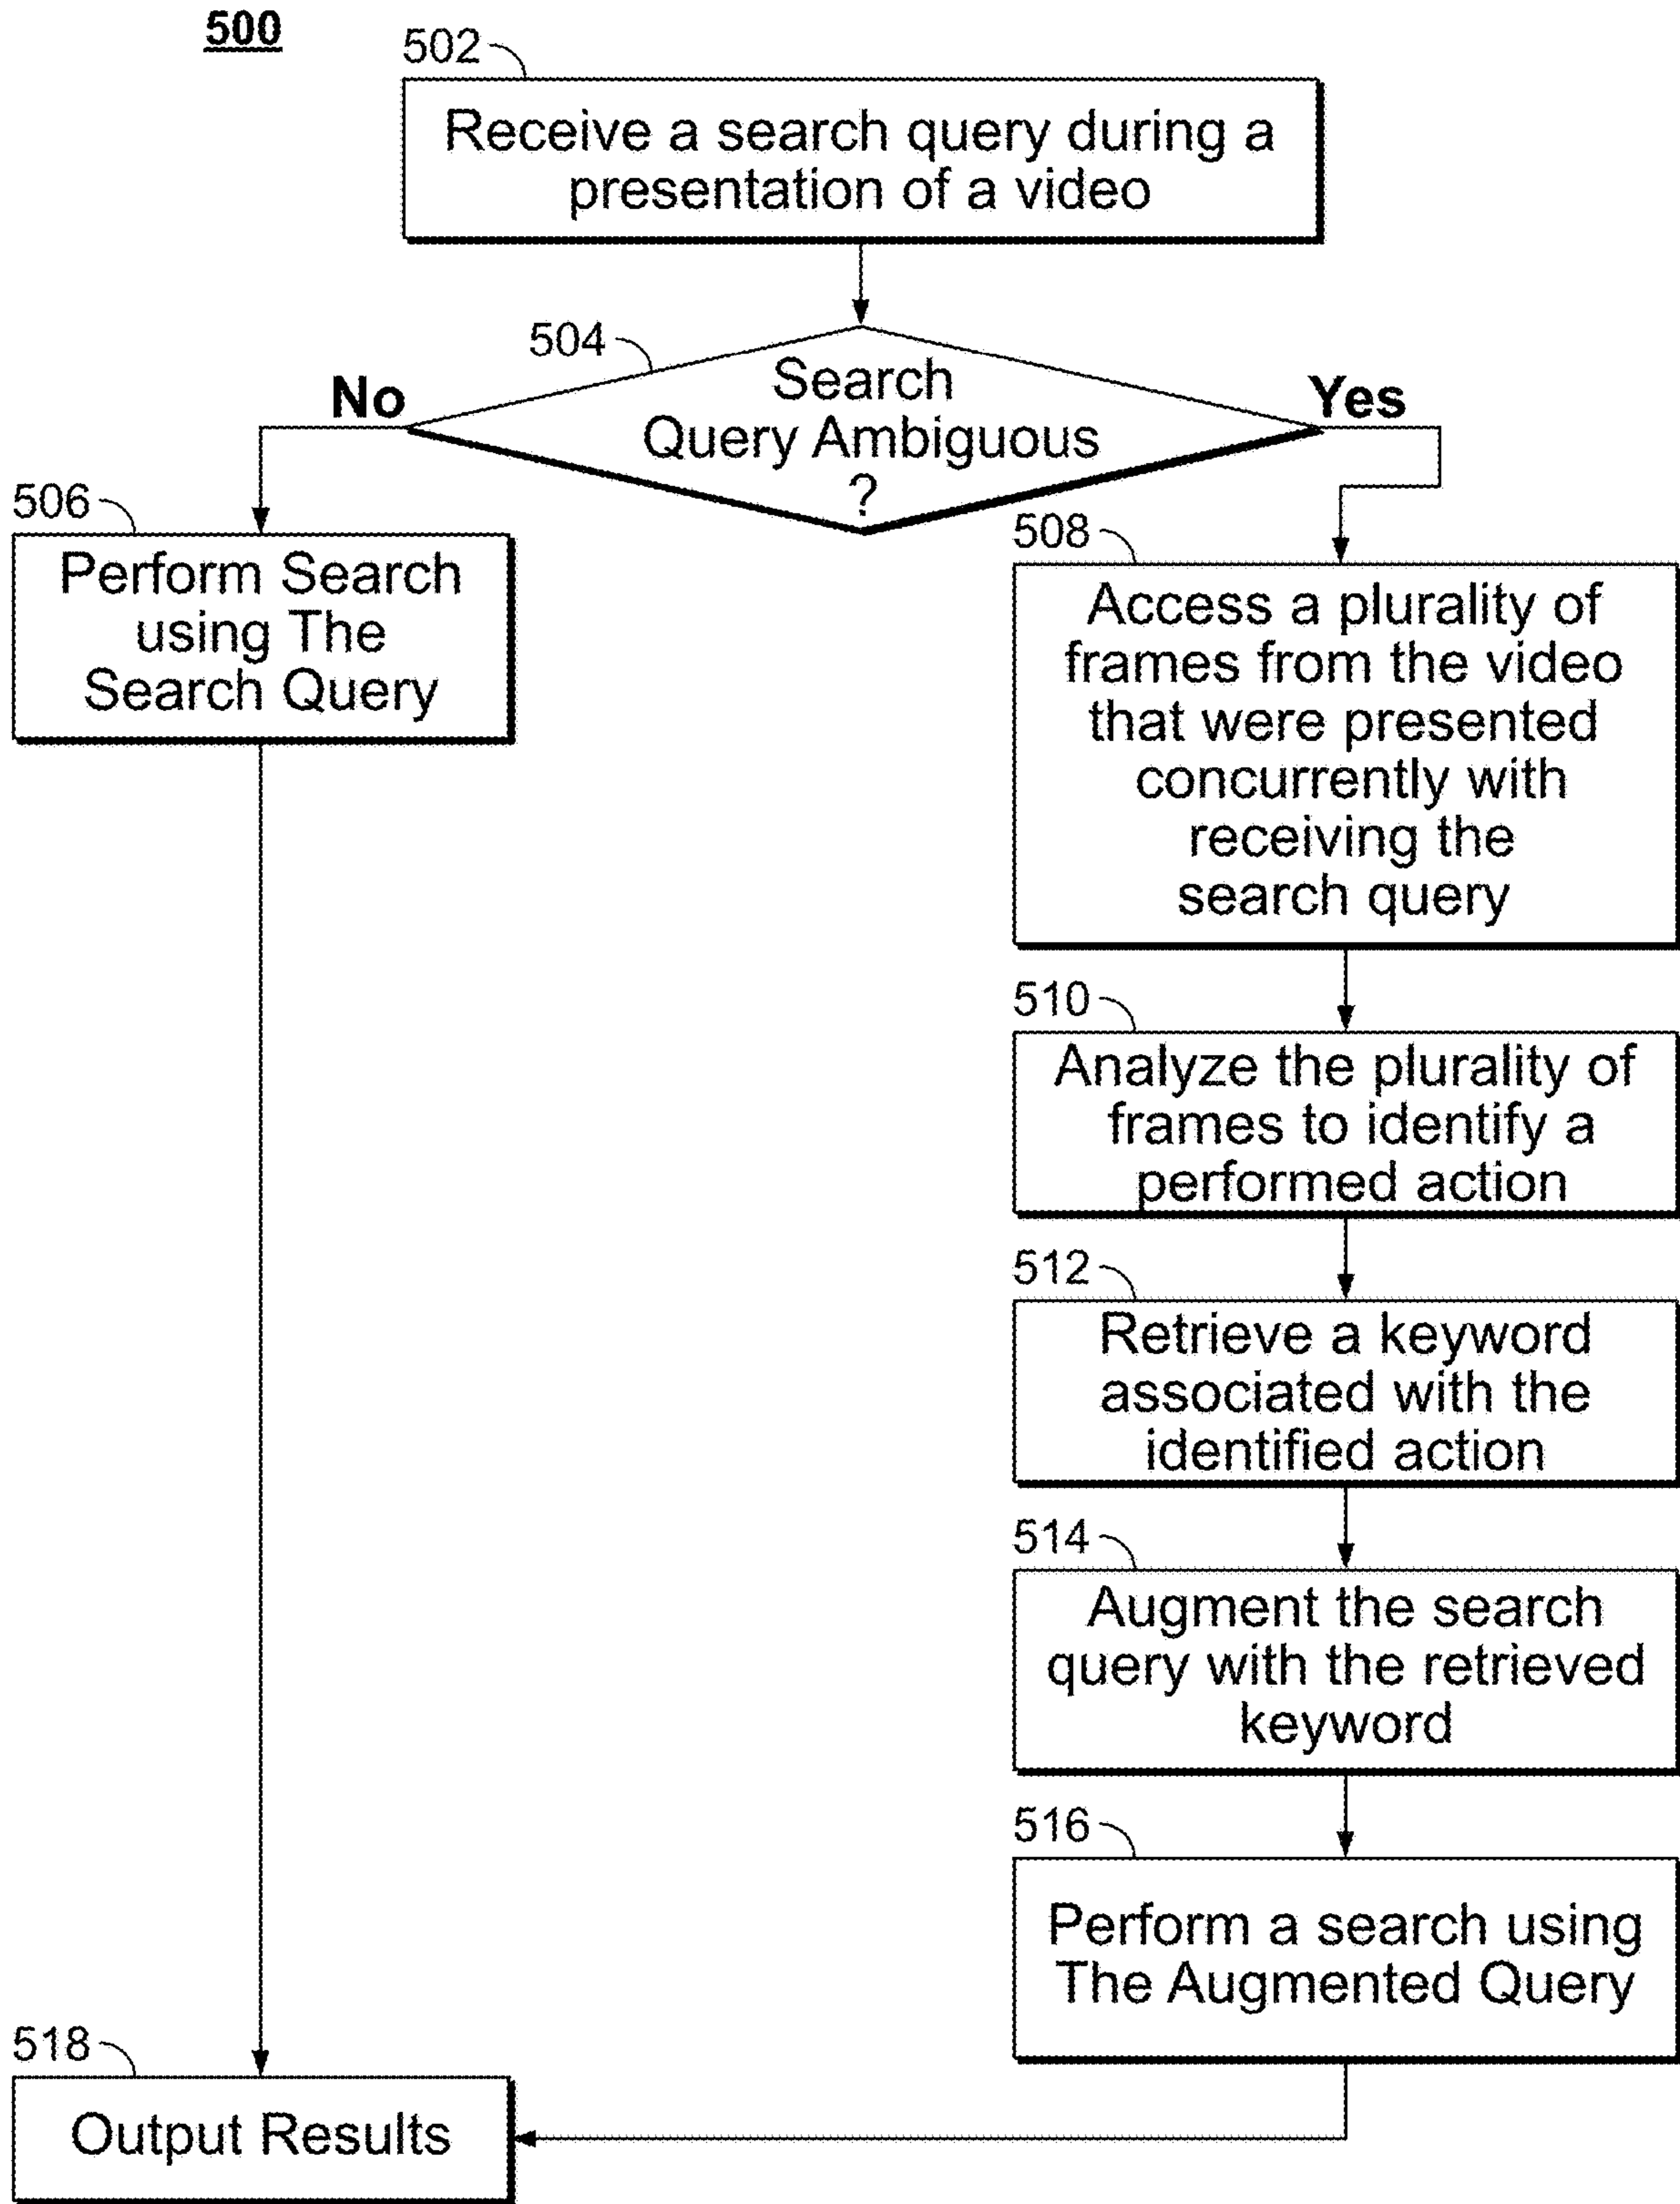 500
502
Receive a search query during a
presentation of a video
504
Search
Query Ambiguous
?
No
Yes
506
Perform Search
using The
Search Query
508
Access a plurality of
frames from the video
that were presented
concurrently with
receiving the
search query
510
Analyze the plurality of
frames to identify a
performed action
512
Retrieve a keyword
associated with the
identified action
514
Augment the search
query with the retrieved
keyword
516
Perform a search using
The Augmented Query
518
Output Results